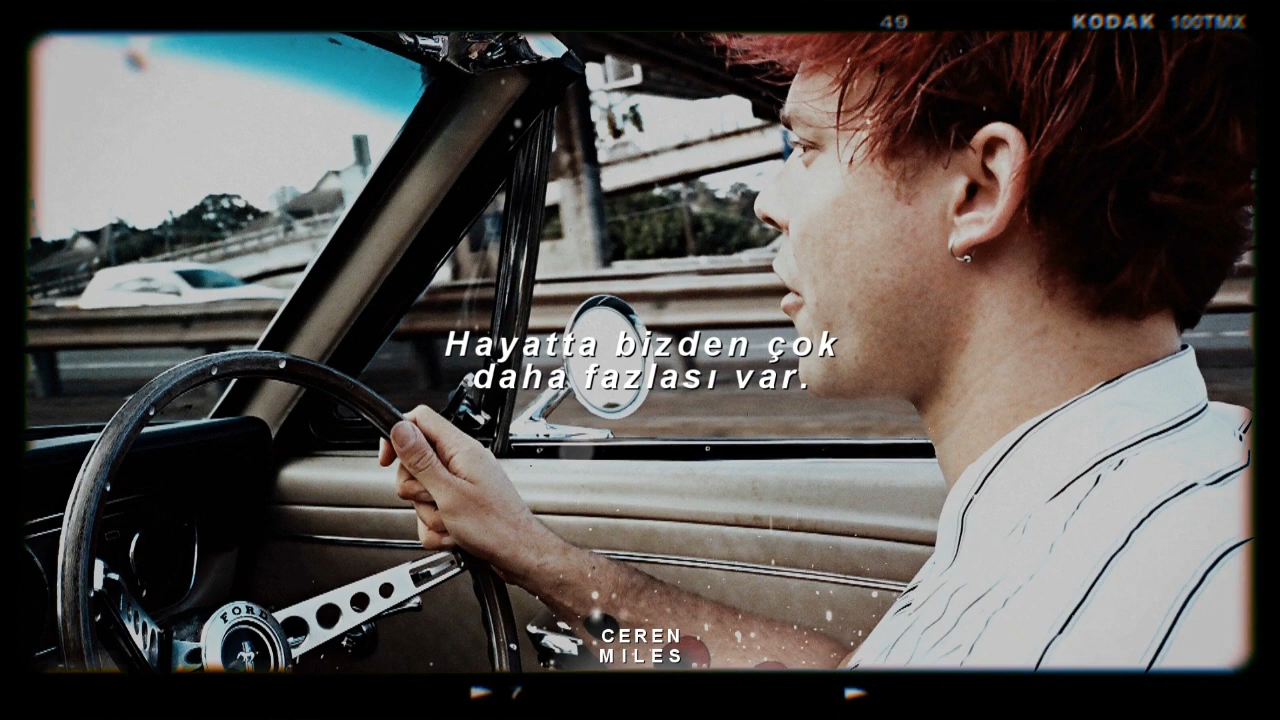 49 KODAK 100TMX
Hayatta bizden çok
daha fazlası var.
FORD
CEREN
MILES